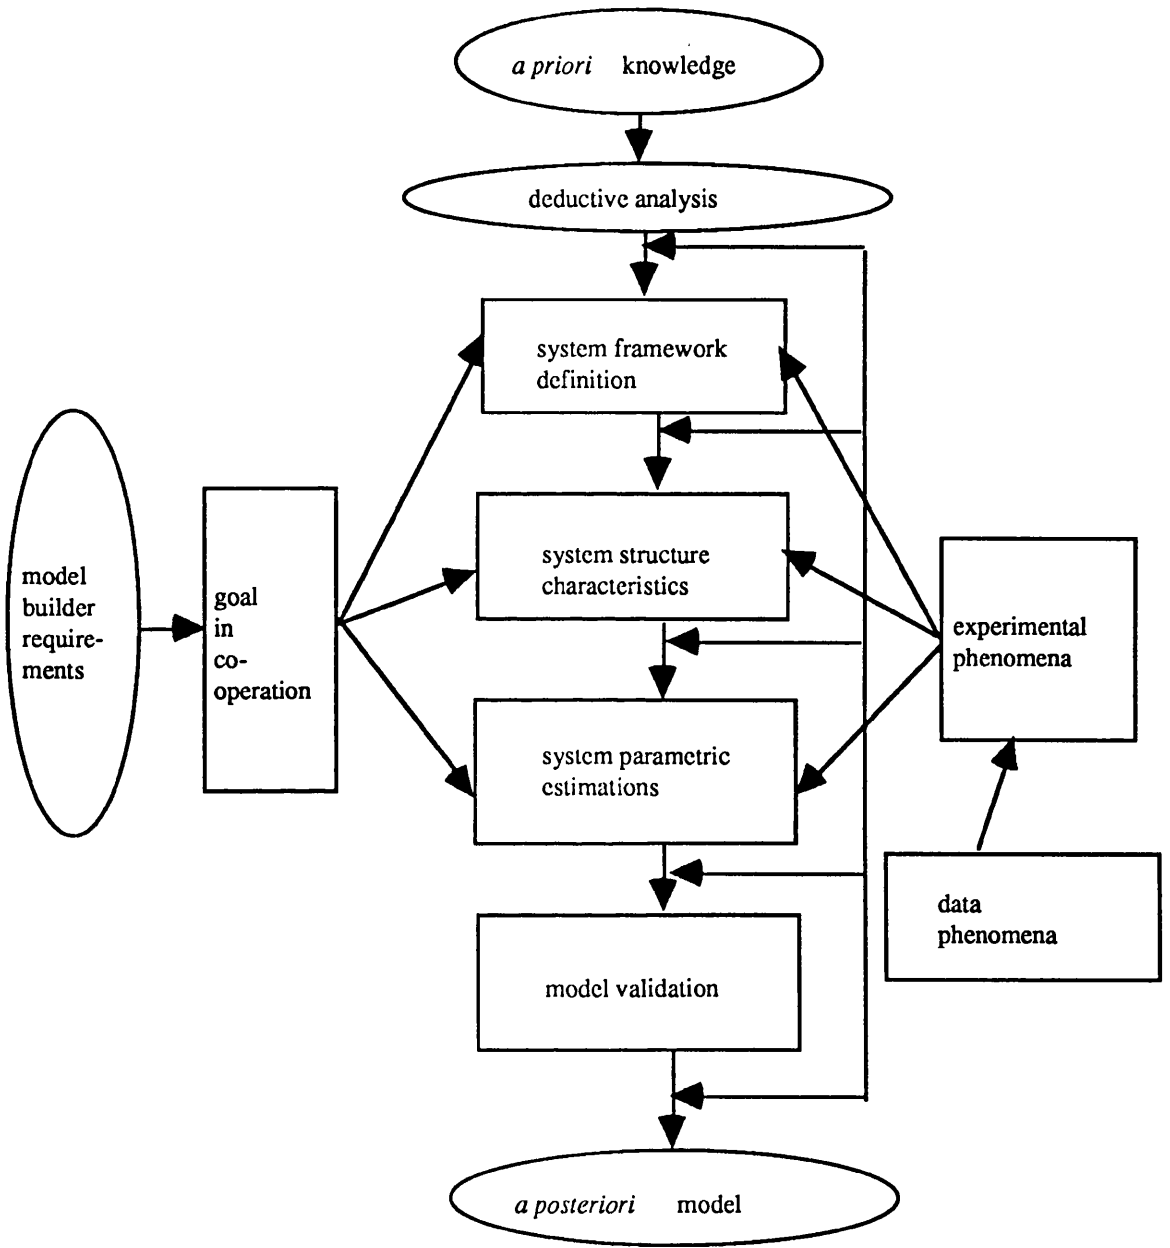 a priori knowledge
deductive analysis
system framework
definition
system structure
characteristics
system parametric
estimations
model validation
a posteriori model
model
builder
require-
ments
goal
in
co-
operation
experimental
phenomena
data
phenomena